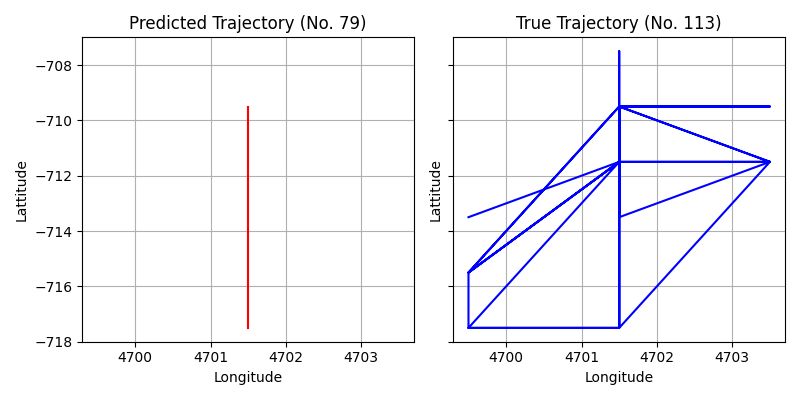 Predicted Trajectory (No. 79)
True Trajectory (No. 113)
Lattitude
−708
−710
−712
−714
−716
−718
4700
4701
4702
4703
Longitude
Lattitude
4700
4701
4702
4703
Longitude